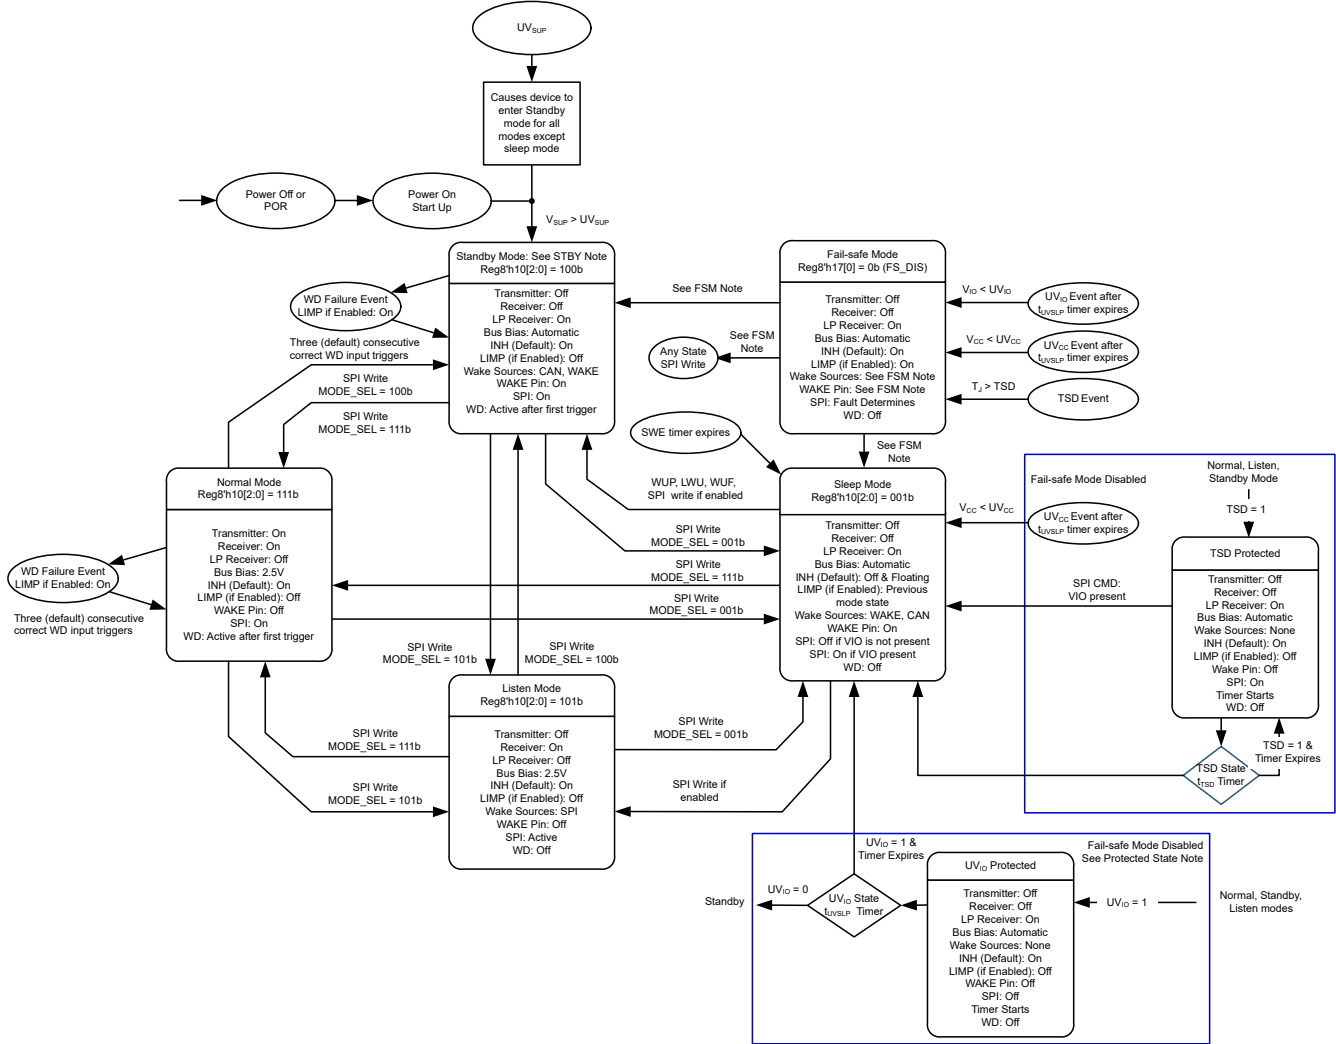 UVSUP
Causes device to
enter Standby
mode for all
modes except
sleep mode
Power Off or
POR
Power On
Start Up
VSUP > UVSUP
Standby Mode: See STBY Note
Reg8'h10[2:0] = 100b
Transmitter: Off
Receiver: Off
LP Receiver: On
Bus Bias: Automatic
INH (Default): On
LIMP (if Enabled): Off
Wake Sources: CAN, WAKE
WAKE Pin: On
SPI: On
WD: Active after first trigger
WD Failure Event
LIMP if Enabled: On
Three (default) consecutive
correct WD input triggers
SPI Write
MODE_SEL = 100b
SPI Write
MODE_SEL = 111b
See FSM Note
Fail-safe Mode
Reg8'h17[0] = 0b (FS_DIS)
Transmitter: Off
Receiver: Off
LP Receiver: On
Bus Bias: Automatic
INH (Default): On
LIMP (if Enabled): On
Wake Sources: See FSM Note
WAKE Pin: See FSM Note
SPI: Fault Determines
WD: Off
See FSM
Note
Any State
SPI Write
VIO < UVIO
UVIO Event after
tUVSLP timer expires
VCC < UVCC
UVCC Event after
tUVSLP timer expires
TJ > TSD
TSD Event
SWE timer expires
See FSM
Note
Normal Mode
Reg8'h10[2:0] = 111b
Transmitter: On
Receiver: On
LP Receiver: Off
Bus Bias: 2.5V
INH (Default): On
LIMP (if Enabled): Off
WAKE Pin: Off
SPI: On
WD: Active after first trigger
WD Failure Event
LIMP if Enabled: On
Three (default) consecutive
correct WD input triggers
WUP, LWU, WUF,
SPI write if enabled
SPI Write
MODE_SEL = 001b
SPI Write
MODE_SEL = 111b
SPI Write
MODE_SEL = 001b
Sleep Mode
Reg8'h10[2:0] = 001b
Transmitter: Off
Receiver: Off
LP Receiver: On
Bus Bias: Automatic
INH (Default): Off & Floating
LIMP (if Enabled): Previous
mode state
Wake Sources: WAKE, CAN
WAKE Pin: On
SPI: Off if VIO is not present
SPI: On if VIO present
WD: Off
Fail-safe Mode Disabled
VCC < UVCC
UVCC Event after
tUVSLP timer expires
Normal, Listen,
Standby Mode
TSD = 1
TSD Protected
Transmitter: Off
Receiver: Off
LP Receiver: On
Bus Bias: Automatic
Wake Sources: None
INH (Default): On
LIMP (if Enabled): Off
Wake Pin: Off
SPI: On
Timer Starts
WD: Off
SPI CMD:
VIO present
TSD State
tTSD Timer
TSD = 1 &
Timer Expires
SPI Write
MODE_SEL = 101b
SPI Write
MODE_SEL = 100b
Listen Mode
Reg8'h10[2:0] = 101b
Transmitter: Off
Receiver: On
LP Receiver: Off
Bus Bias: 2.5V
INH (Default): On
LIMP (if Enabled): Off
Wake Sources: SPI
WAKE Pin: Off
SPI: Active
WD: Off
SPI Write
MODE_SEL = 111b
SPI Write
MODE_SEL = 101b
SPI Write
MODE_SEL = 001b
SPI Write if
enabled
UVIO = 1 &
Timer Expires
Fail-safe Mode Disabled
See Protected State Note
Standby
UVIO = 0
UVIO State
tUVSLP Timer
UVIO Protected
Transmitter: Off
Receiver: Off
LP Receiver: On
Bus Bias: Automatic
Wake Sources: None
INH (Default): On
LIMP (if Enabled): Off
WAKE Pin: Off
SPI: Off
Timer Starts
WD: Off
UVIO = 1
Normal, Standby,
Listen modes